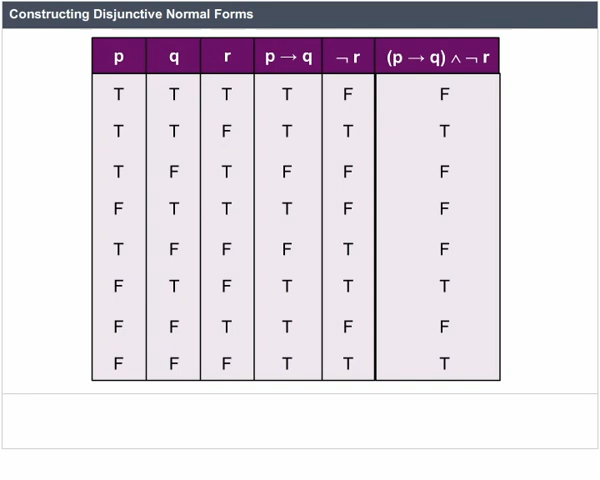 Constructing Disjunctive Normal Forms
p q r p → q ¬ r (p → q) ∧ ¬ r
T T T T F F
T T F T T T
T F T F F F
F T T T F F
T F F F T F
F T F T T T
F F T T F F
F F F T T T